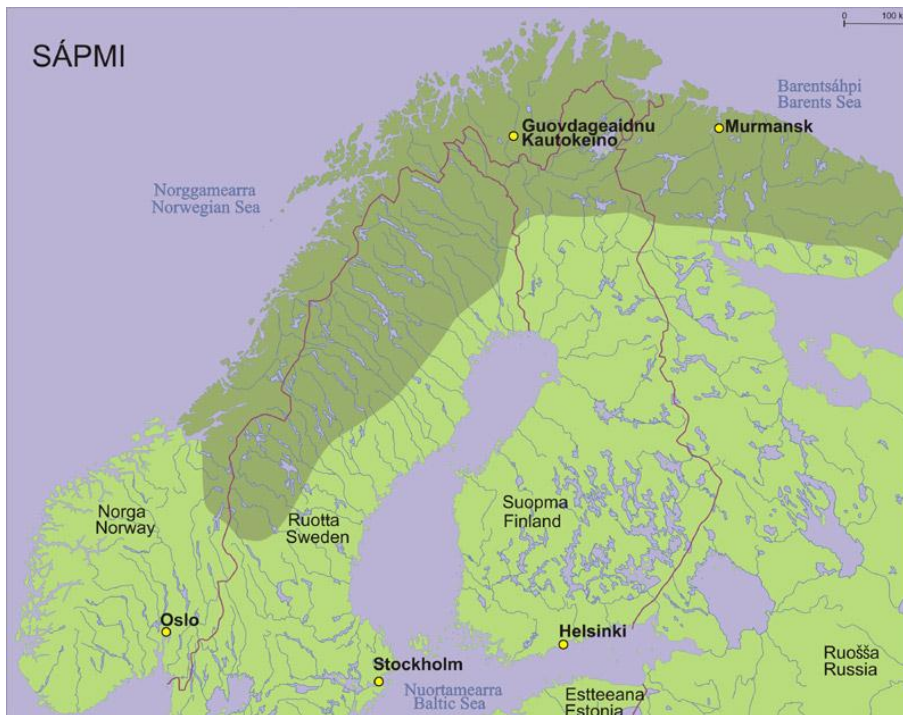 SÁPMI
0 100 k
Barentsáhpi
Barents Sea
Guovdageaidnu
Kautokeino
Murmansk
Norggamearra
Norwegian Sea
Norga
Norway
Ruotta
Sweden
Suopma
Finland
Oslo
Helsinki
Stockholm
Ruošša
Russia
Nuortamearra
Baltic Sea
Estteeana
Estonia